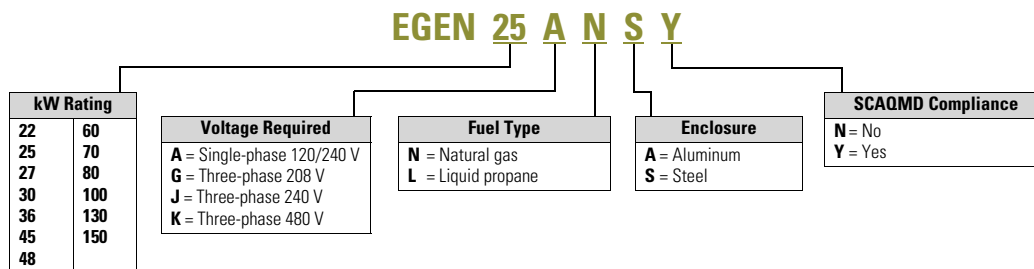 EGEN 25 A N S Y
kW Rating
22 60
25 70
27 80
30 100
36 130
45 150
48
Voltage Required
A = Single-phase 120/240 V
G = Three-phase 208 V
J = Three-phase 240 V
K = Three-phase 480 V
Fuel Type
N = Natural gas
L = Liquid propane
Enclosure
A = Aluminum
S = Steel
SCAQMD Compliance
N = No
Y = Yes